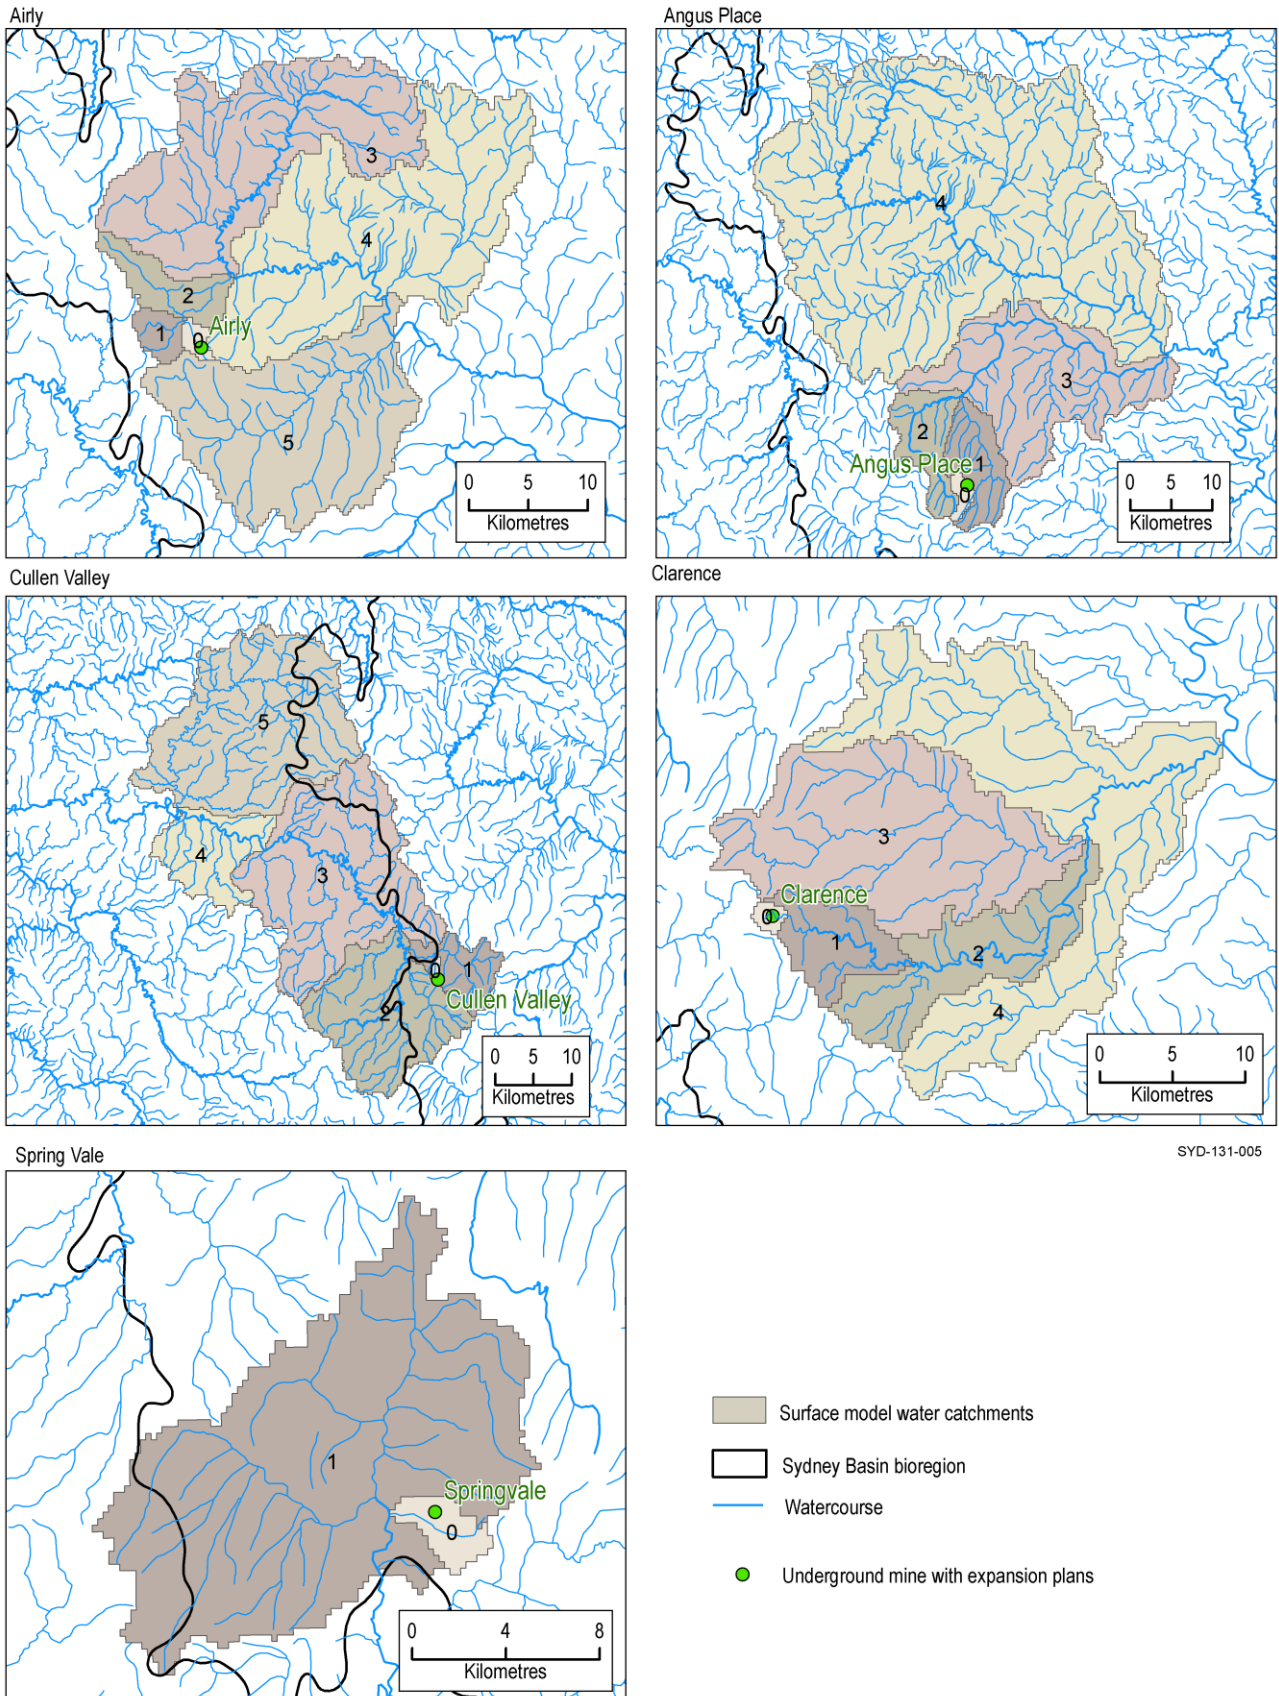 Airly
3
4
2
1
0
Airly
5
0 5 10
Kilometres
Angus Place
4
3
2
Angus Place
1
0
0 5 10
Kilometres
Cullen Valley
5
4
3
0
1
Cullen Valley
2
0 5 10
Kilometres
Clarence
3
Clarence
0
1
2
4
0 5 10
Kilometres
SYD-131-005
Spring Vale
1
Springvale
0
0 4 8
Kilometres
Surface model water catchments
Sydney Basin bioregion
Watercourse
Underground mine with expansion plans